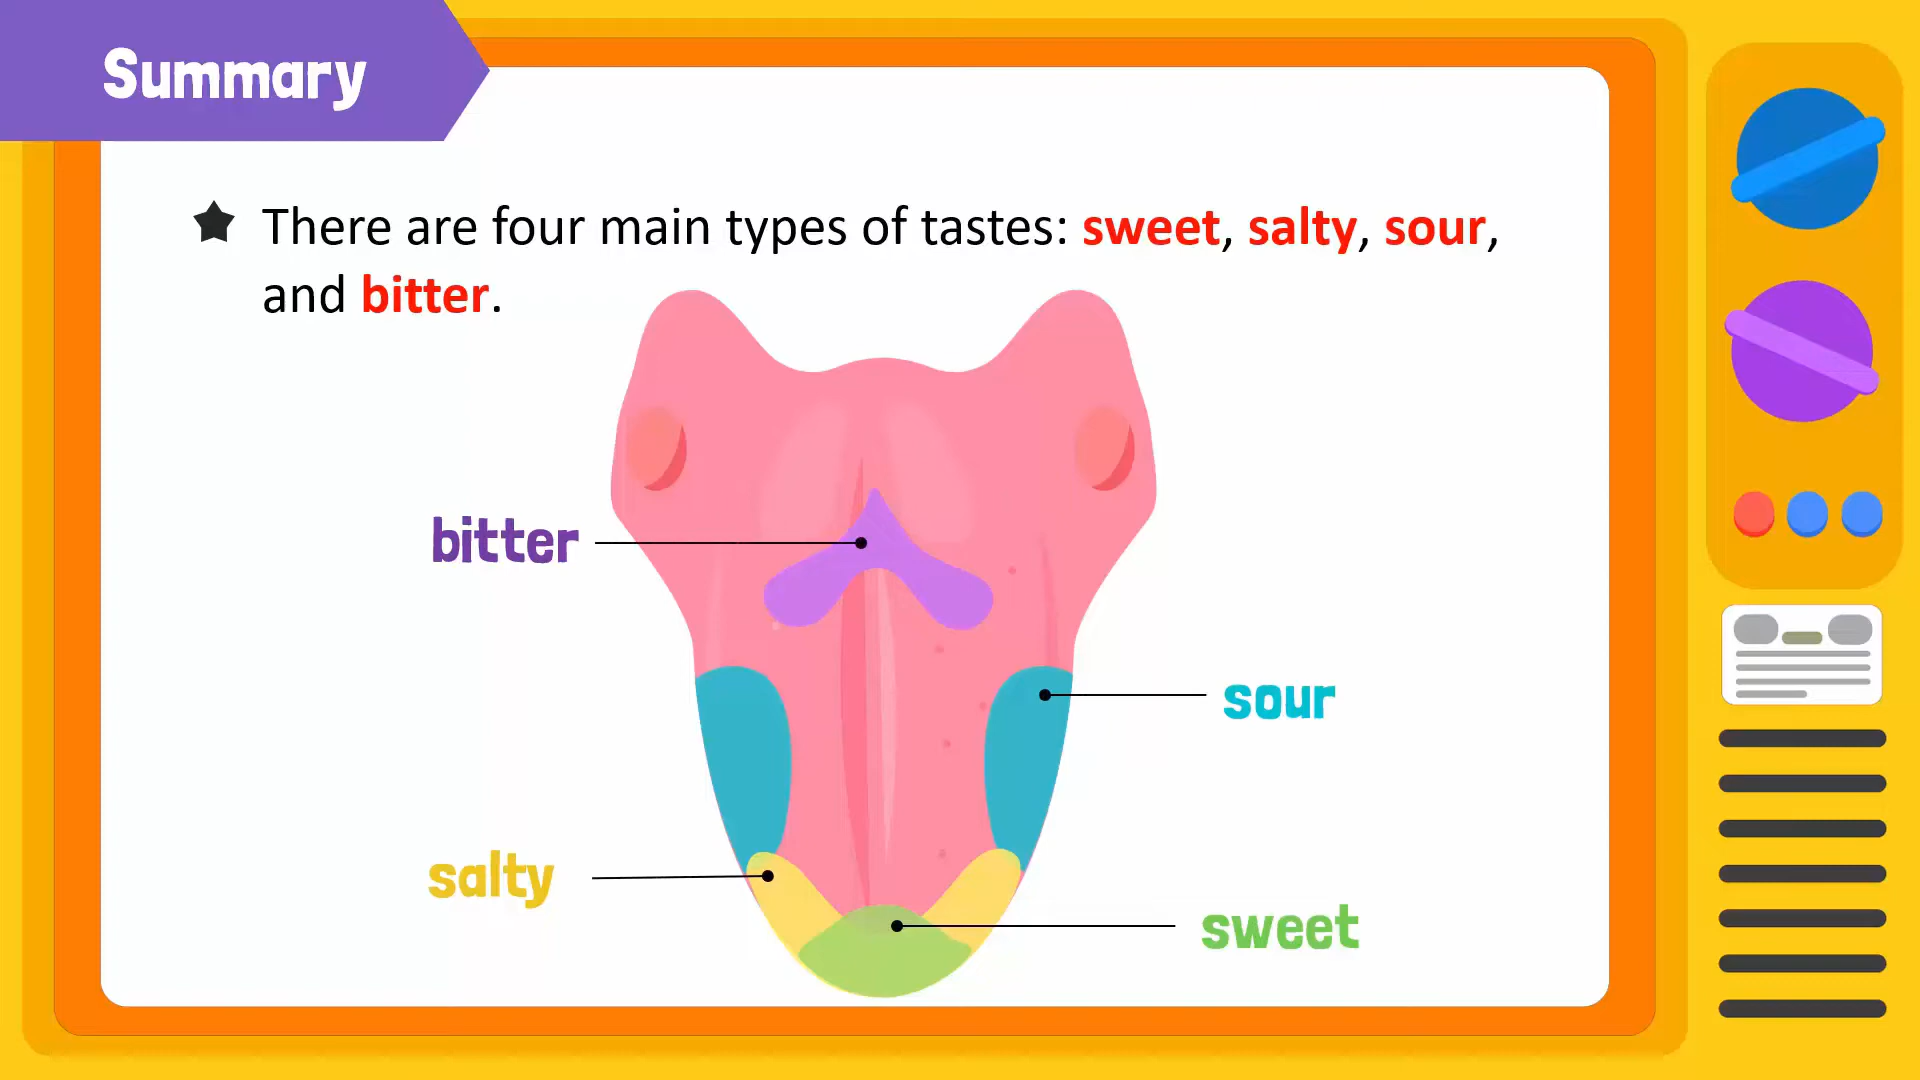 Summary
There are four main types of tastes: sweet, salty, sour,
and bitter.
bitter
sour
salty
sweet